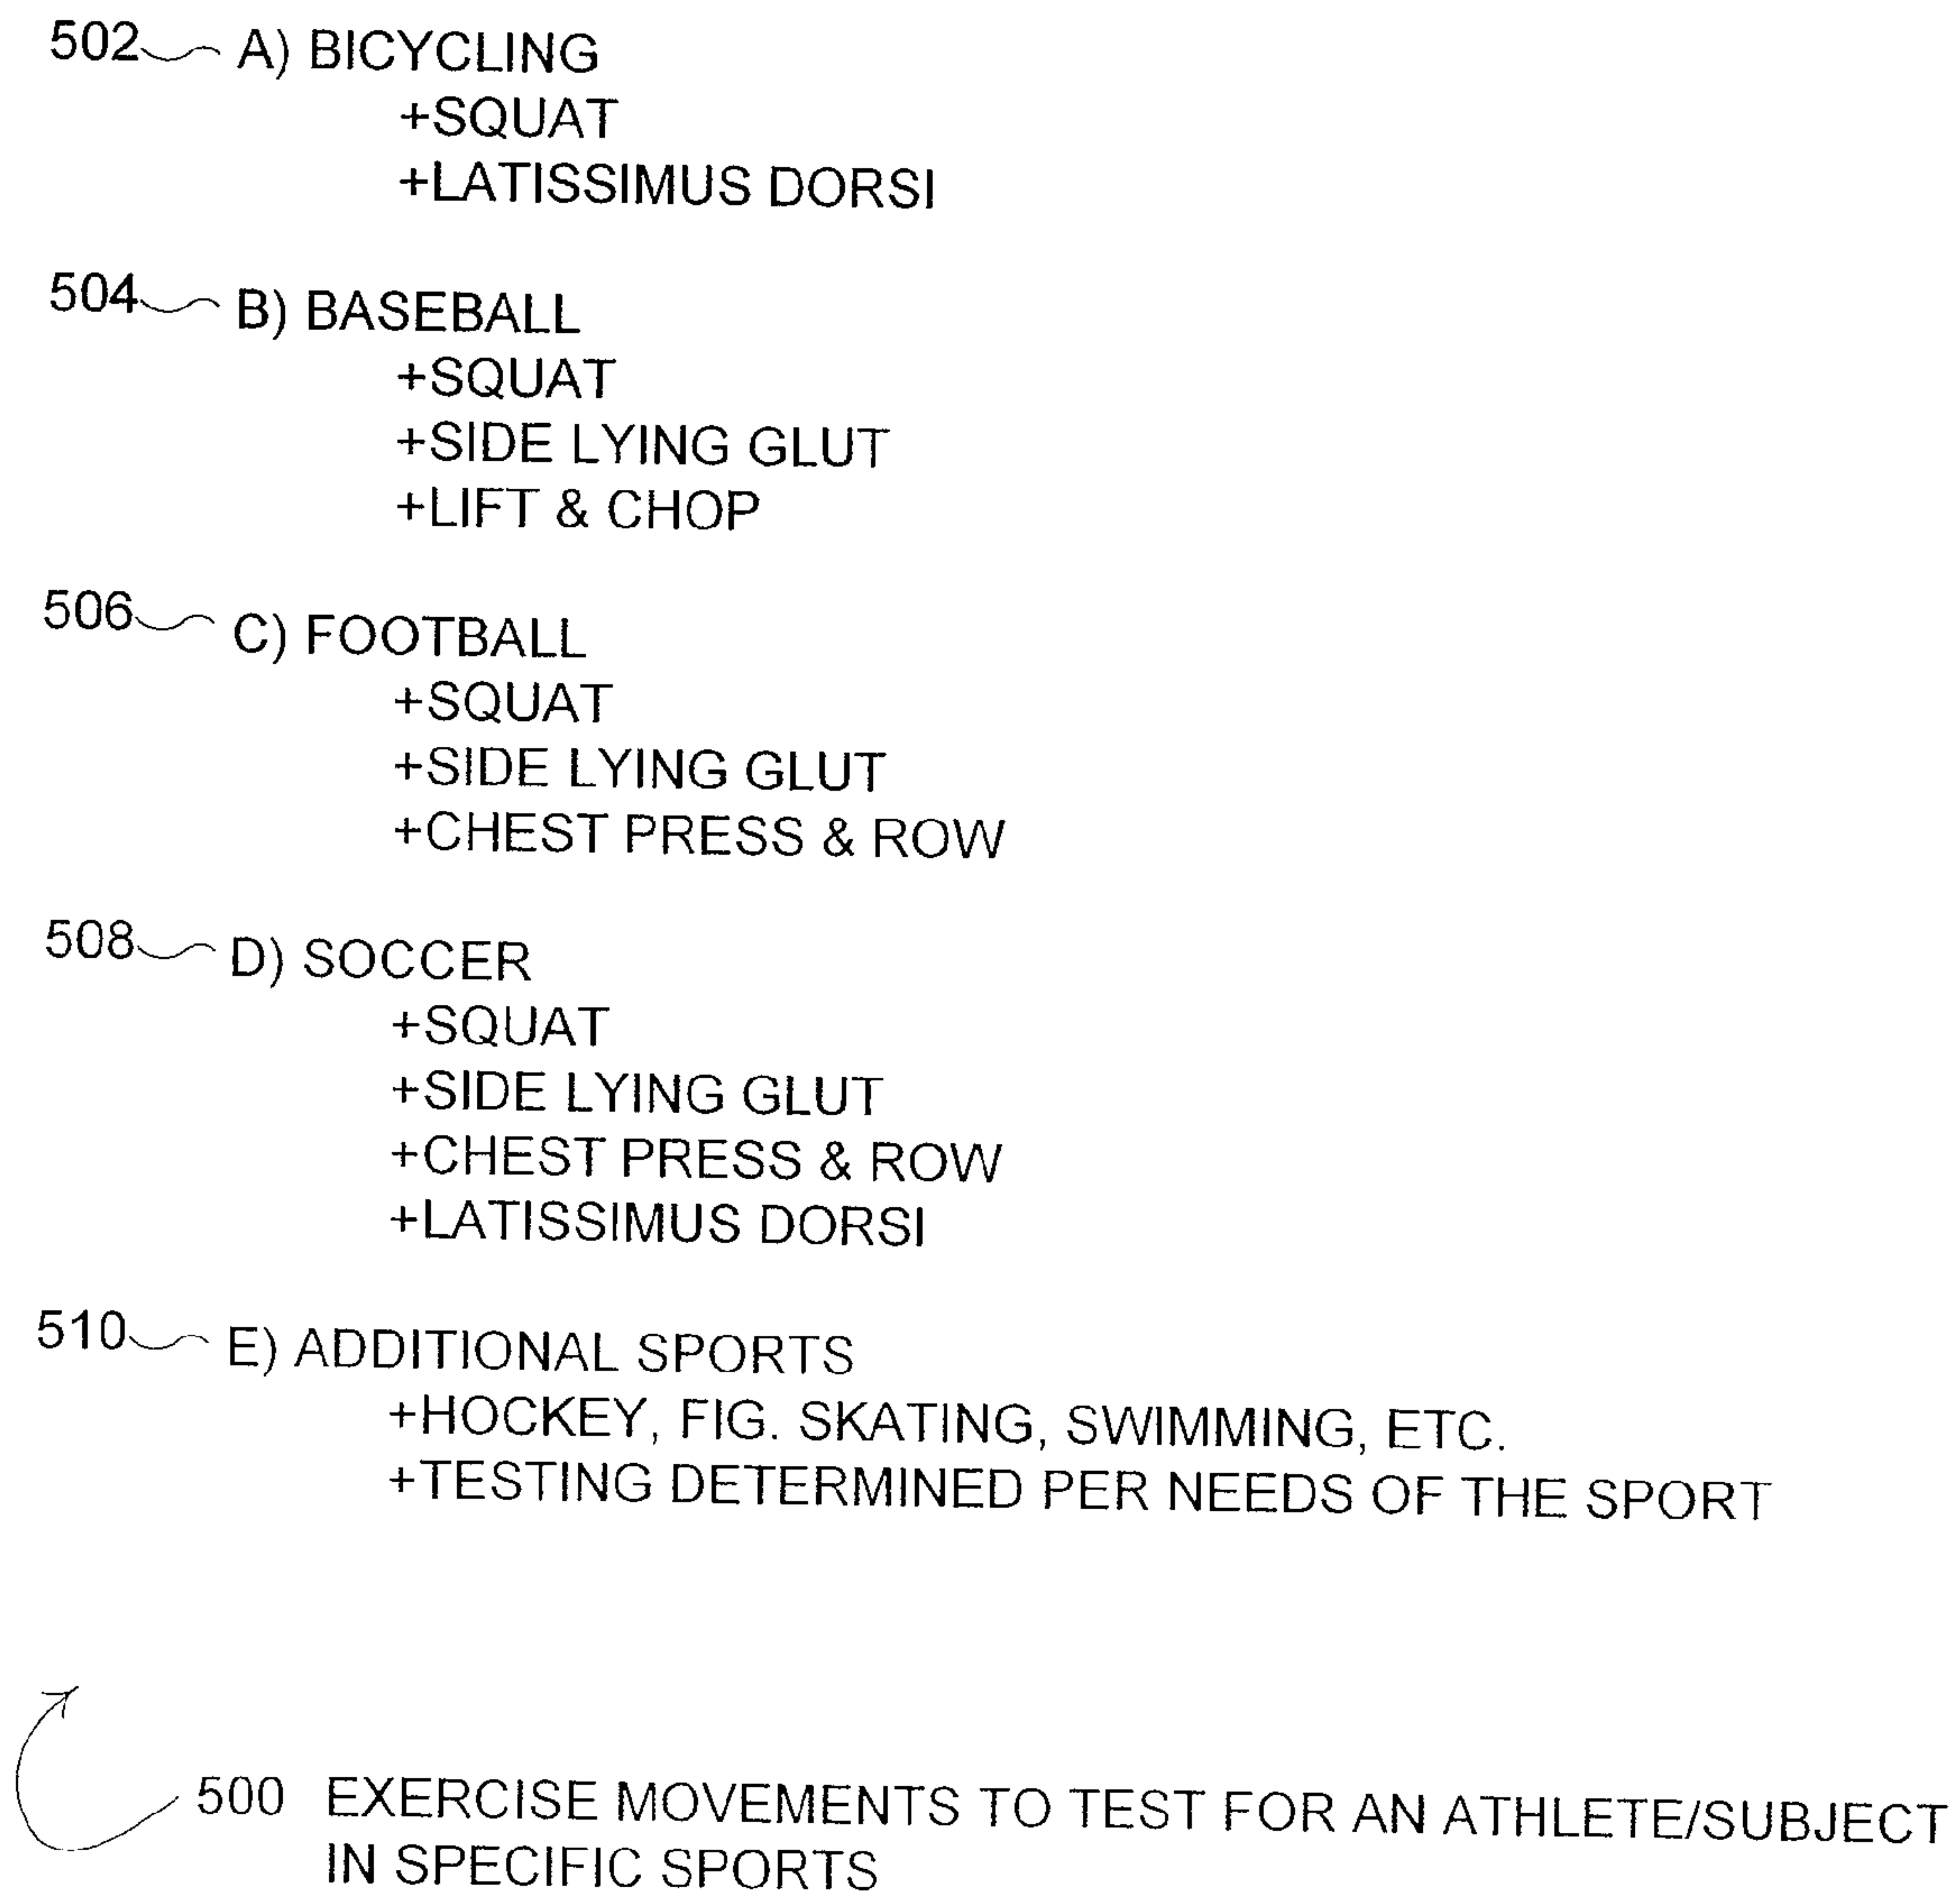 502 A) BICYCLING
+SQUAT
+LATISSIMUS DORSI
504 B) BASEBALL
+SQUAT
+SIDE LYING GLUT
+LIFT & CHOP
506 C) FOOTBALL
+SQUAT
+SIDE LYING GLUT
+CHEST PRESS & ROW
508 D) SOCCER
+SQUAT
+SIDE LYING GLUT
+CHEST PRESS & ROW
+LATISSIMUS DORSI
510 E) ADDITIONAL SPORTS
+HOCKEY, FIG. SKATING, SWIMMING, ETC.
+TESTING DETERMINED PER NEEDS OF THE SPORT
500 EXERCISE MOVEMENTS TO TEST FOR AN ATHLETE/SUBJECT
IN SPECIFIC SPORTS